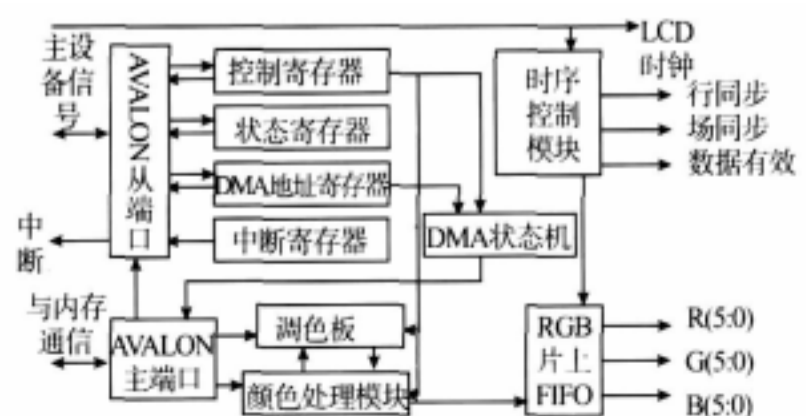 主设
备信
号
AVALON从端口
控制寄存器
状态寄存器
DMA地址寄存器
中断寄存器
中
断
与内存
通信
AVALON
主端口
调色板
颜色处理模块
DMA状态机
时序
控制
模块
LCD
时钟
行同步
场同步
数据有效
RGB
片上
FIFO
R(5:0)
G(5:0)
B(5:0)